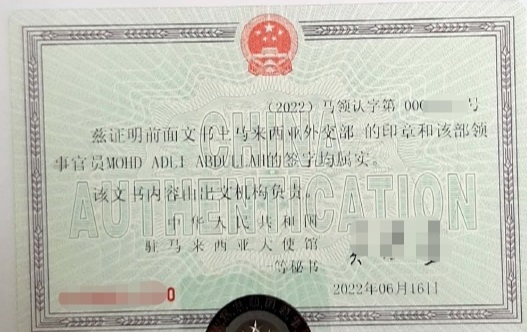 (2022) 马领认字第 000 号
兹证明前面文书上马来西亚外交部 的印章和该部领
事官员MOHD ADLI ABDULLAH的签字均属实。
该文书内容由出文机构负责。
CHINA
AUTHENTICATION
中华人民共和国
驻马来西亚大使馆
等秘书
0
2022年06月16日